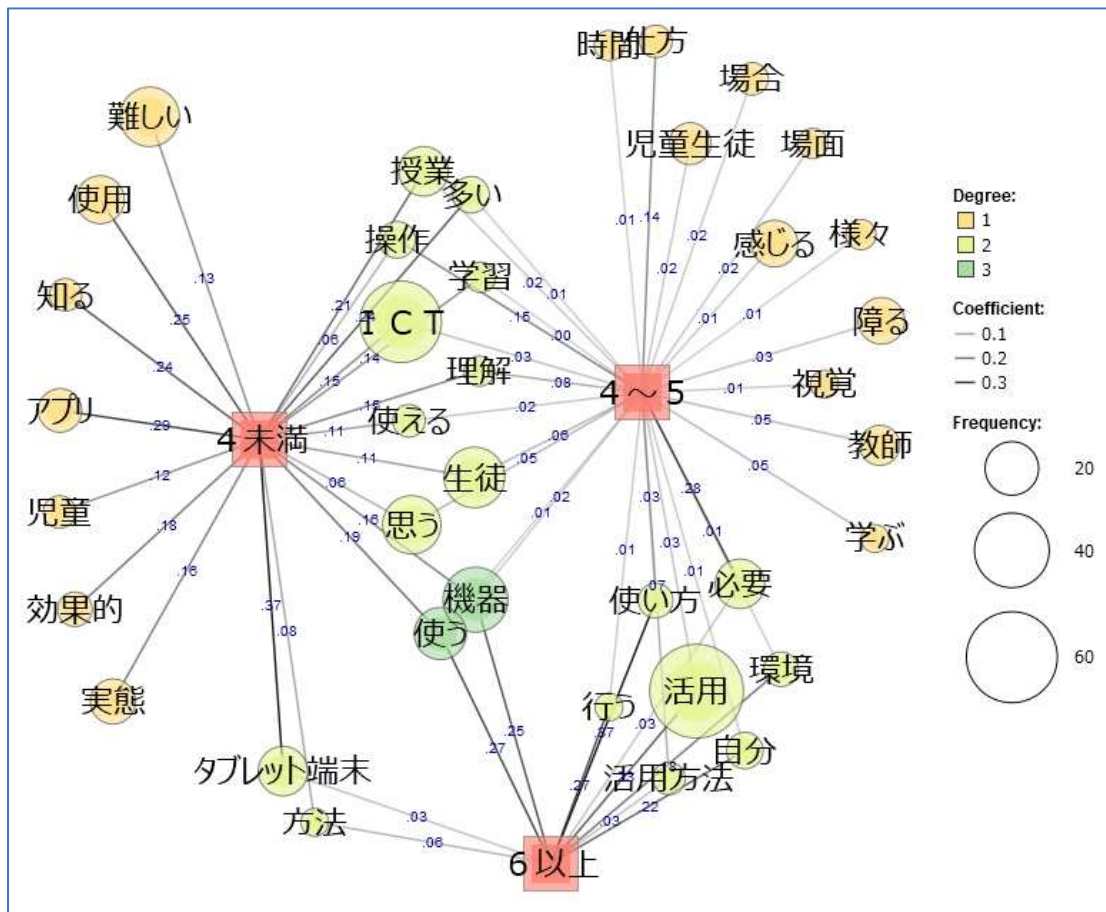 時間
仕方
場合
難しい
児童生徒
場面
授業
多い
使用
操作
感じる
様々
学習
知る
ＩＣＴ
障る
理解
視覚
アプリ
４～５
使える
４未満
教師
生徒
児童
思う
学ぶ
必要
機器
使い方
効果的
使う
環境
活用
実態
行う
自分
タブレット端末
活用方法
方法
６以上
.01
.14
.02
.13
.02
.02
.25
.21
.02
.01
.01
.01
.06
.24
.15
.00
.24
.14
.03
.03
.15
.08
.01
.29
.15
.02
.11
.05
.12
.11
.06
.05
.05
.06
.02
.18
.16
.01
.03
.28
.19
.01
.01
.03
.16
.07
.01
.37
.08
.25
.27
.37
.03
.27
.22
.03
.03
.06
Degree:
1
2
3
Coefficient:
0.1
0.2
0.3
Frequency:
20
40
60